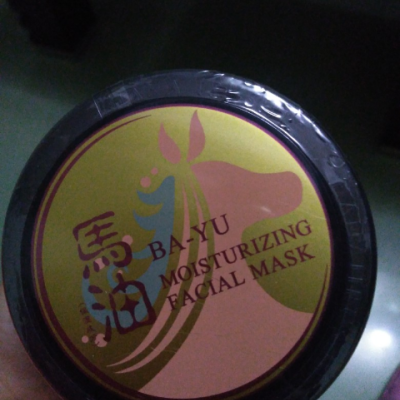 馬油
BA-YU
MOISTURIZING
FACIAL MASK